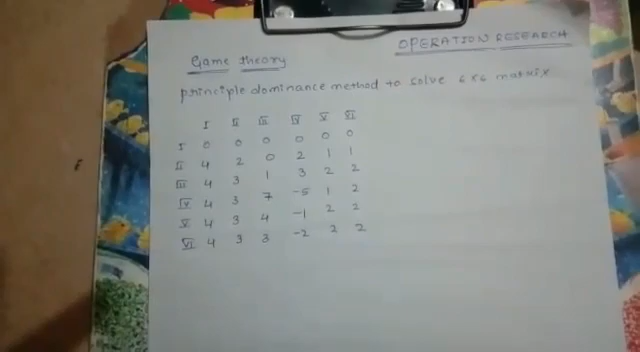 OPERATION RESEARCH
Game theory
principle dominance method to solve 6x6 matrix
I II III IV V VI
I 0 0 0 0 0 0
II 4 2 0 2 1 1
III 4 3 1 3 2 2
IV 4 3 7 -5 1 2
V 4 3 4 -1 2 2
VI 4 3 3 -2 2 2